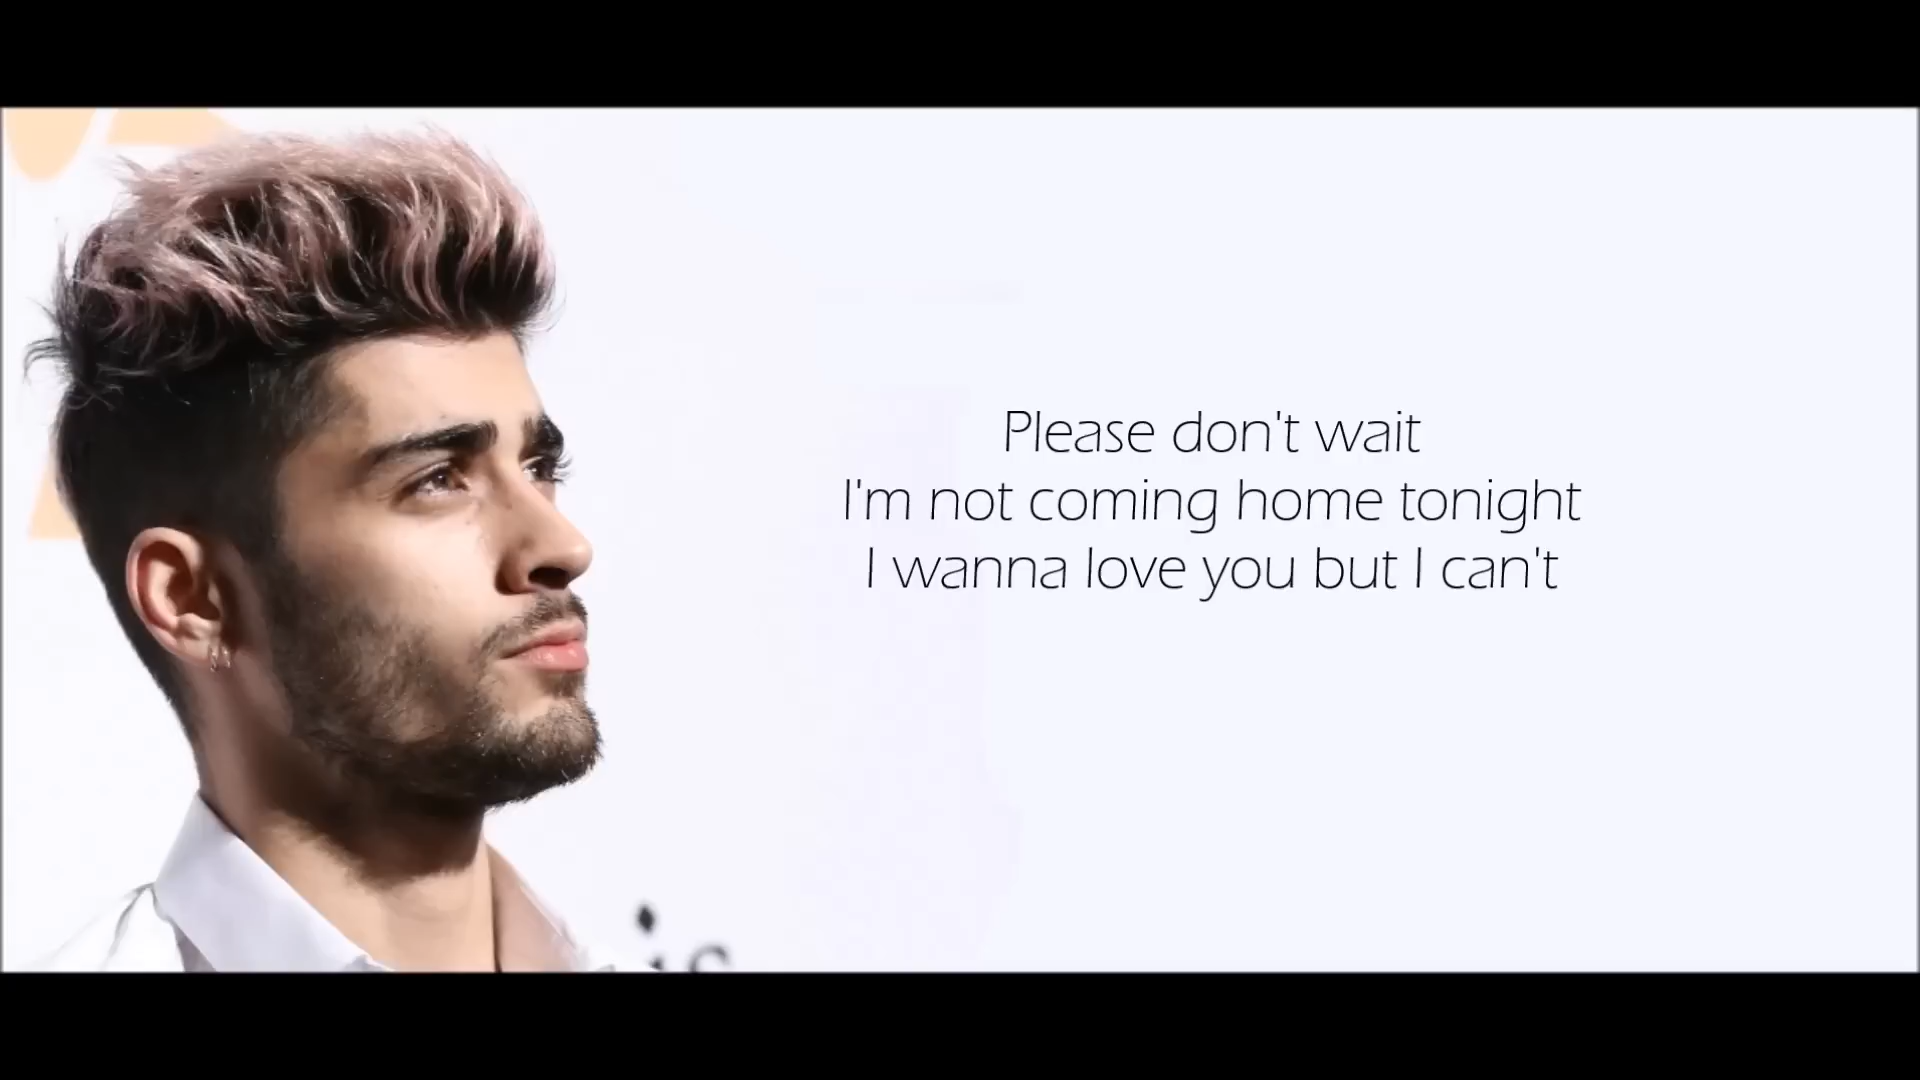 Please don't wait
I'm not coming home tonight
I wanna love you but I can't